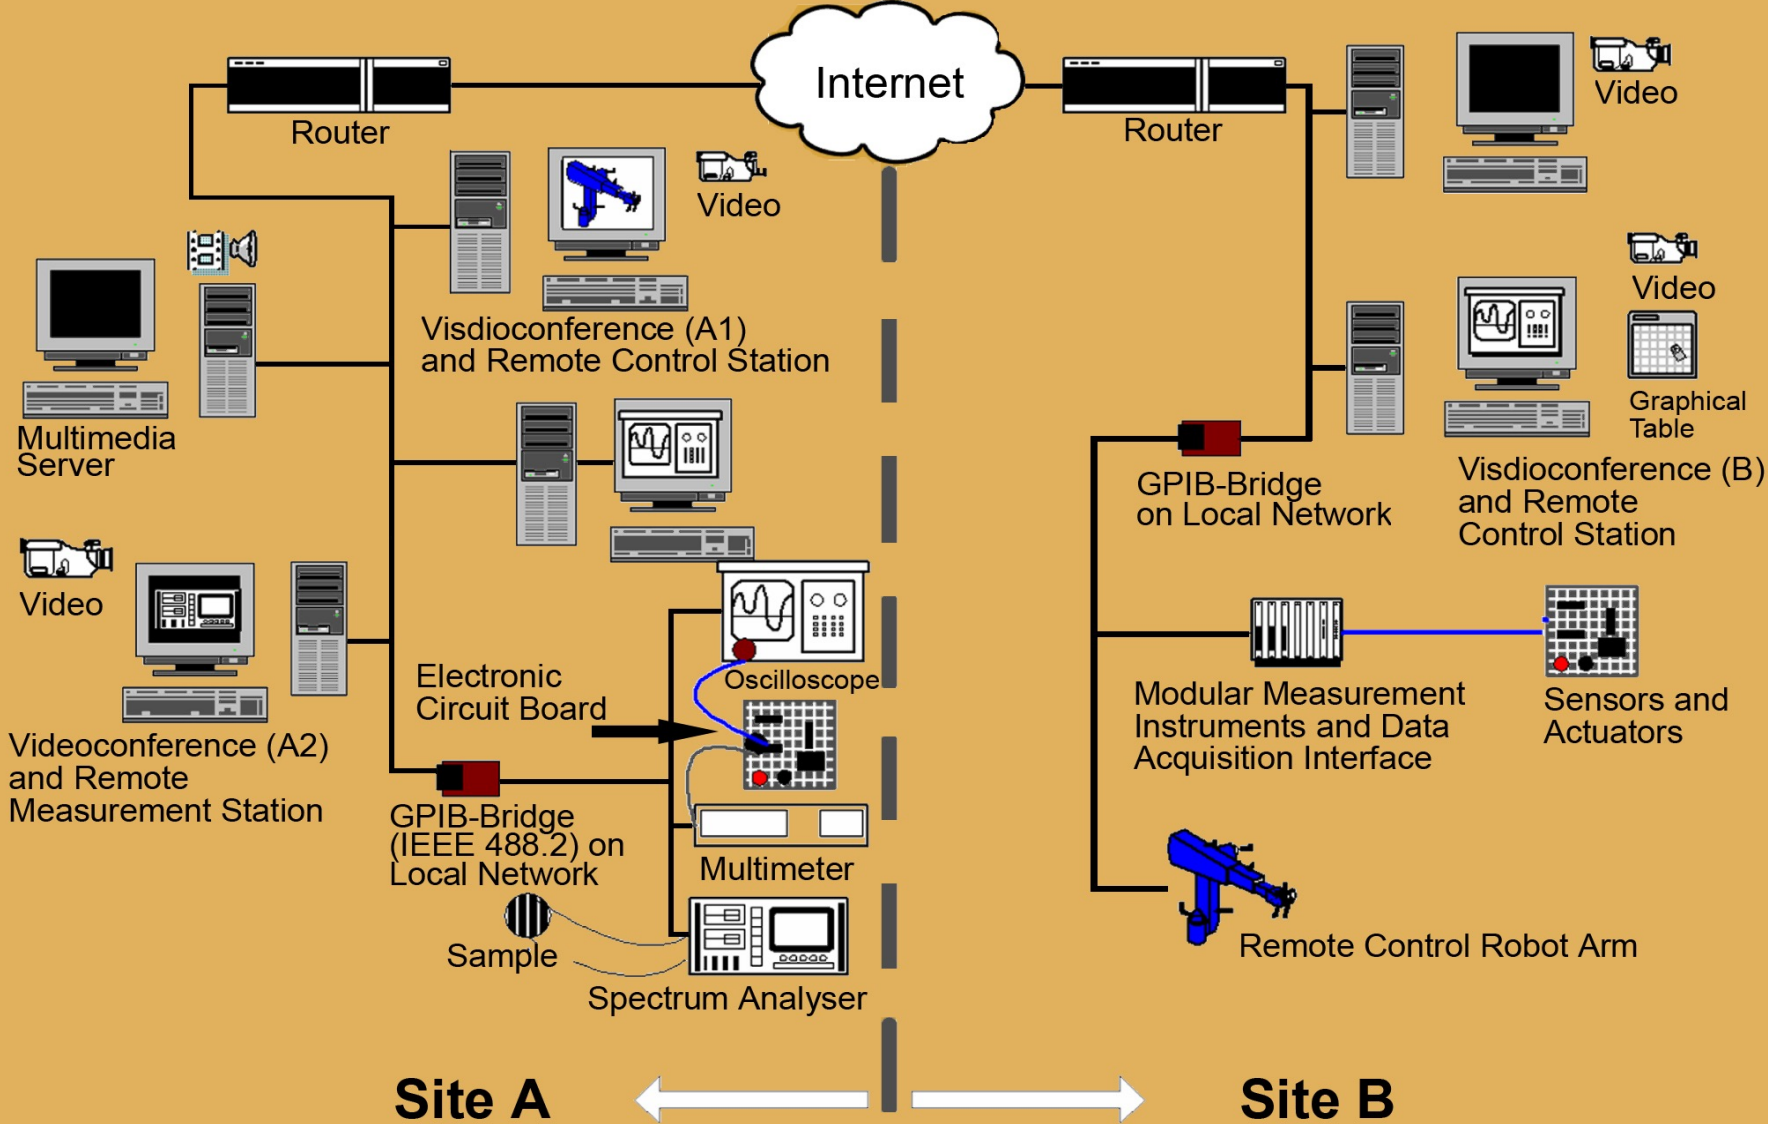 Internet
Router
Router
Video
Video
Visdioconference (A1)
and Remote Control Station
Multimedia
Server
Video
Graphical
Table
GPIB-Bridge
on Local Network
Visdioconference (B)
and Remote
Control Station
Video
Videoconference (A2)
and Remote
Measurement Station
Electronic
Circuit Board
Oscilloscope
GPIB-Bridge
(IEEE 488.2) on
Local Network
Multimeter
Sample
Spectrum Analyser
Modular Measurement
Instruments and Data
Acquisition Interface
Sensors and
Actuators
Remote Control Robot Arm
Site A
Site B